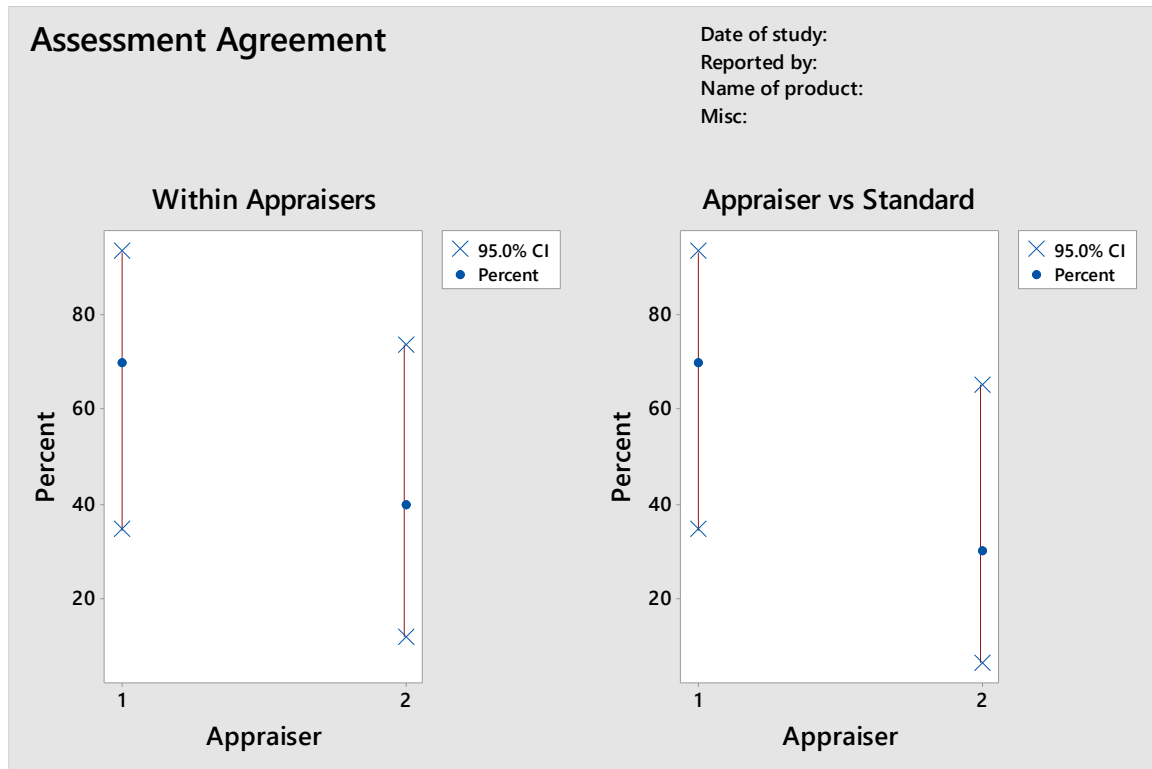 Assessment Agreement
Date of study:
Reported by:
Name of product:
Misc:
Within Appraisers
95.0% CI
Percent
80
60
40
20
Percent
1
2
Appraiser
Appraiser vs Standard
95.0% CI
Percent
80
60
40
20
Percent
1
2
Appraiser